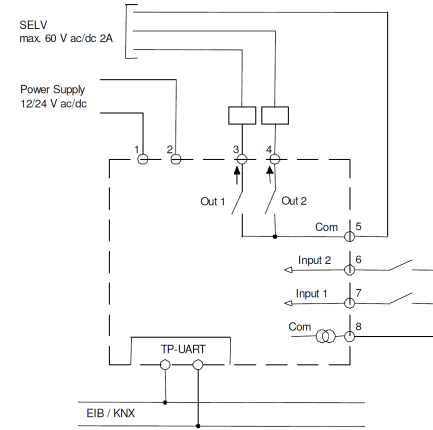 SELV
max. 60 V ac/dc 2A
Power Supply
12/24 V ac/dc
1 2 3 4
Out 1 Out 2
Com 5
Input 2 6
Input 1 7
Com 8
TP-UART
EIB / KNX